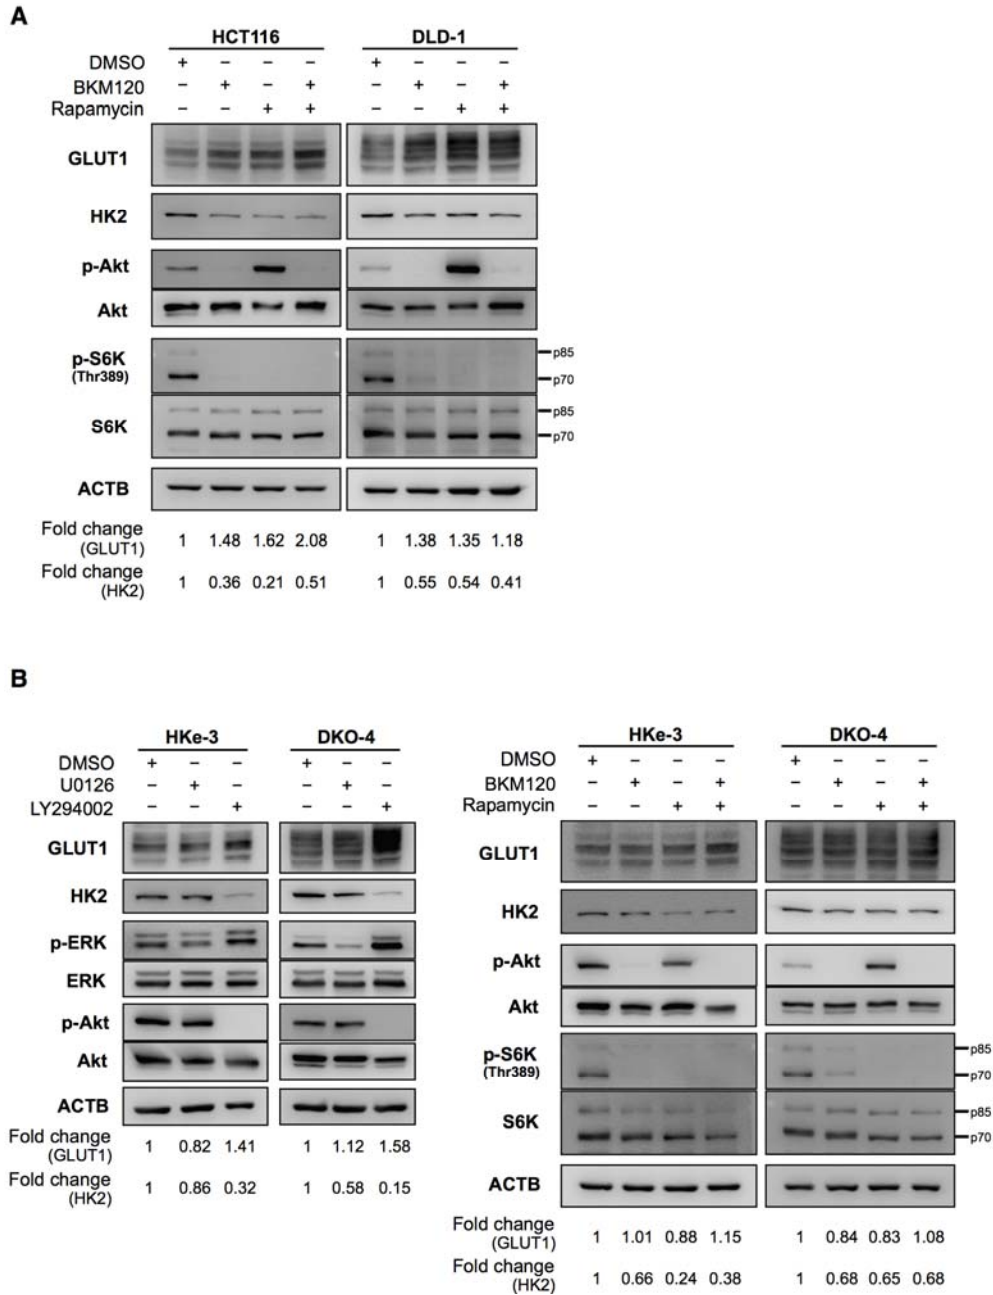 A
HCT116 DLD-1
DMSO + − − − + − − −
BKM120 − + − + − + − +
Rapamycin − − + + − − + +
GLUT1
HK2
p-Akt
Akt
p-S6K
(Thr389)
p85
p70
S6K
p85
p70
ACTB
Fold change
(GLUT1) 1 1.48 1.62 2.08 1 1.38 1.35 1.18
Fold change
(HK2) 1 0.36 0.21 0.51 1 0.55 0.54 0.41
B
HKe-3 DKO-4
DMSO + − − + − −
U0126 − + − − + −
LY294002 − − + − − +
GLUT1
HK2
p-ERK
ERK
p-Akt
Akt
ACTB
Fold change
(GLUT1) 1 0.82 1.41 1 1.12 1.58
Fold change
(HK2) 1 0.86 0.32 1 0.58 0.15
HKe-3 DKO-4
DMSO + − − − + − − −
BKM120 − + − + − + − +
Rapamycin − − + + − − + +
GLUT1
HK2
p-Akt
Akt
p-S6K
(Thr389)
p85
p70
S6K
p85
p70
ACTB
Fold change
(GLUT1) 1 1.01 0.88 1.15 1 0.84 0.83 1.08
Fold change
(HK2) 1 0.66 0.24 0.38 1 0.68 0.65 0.68